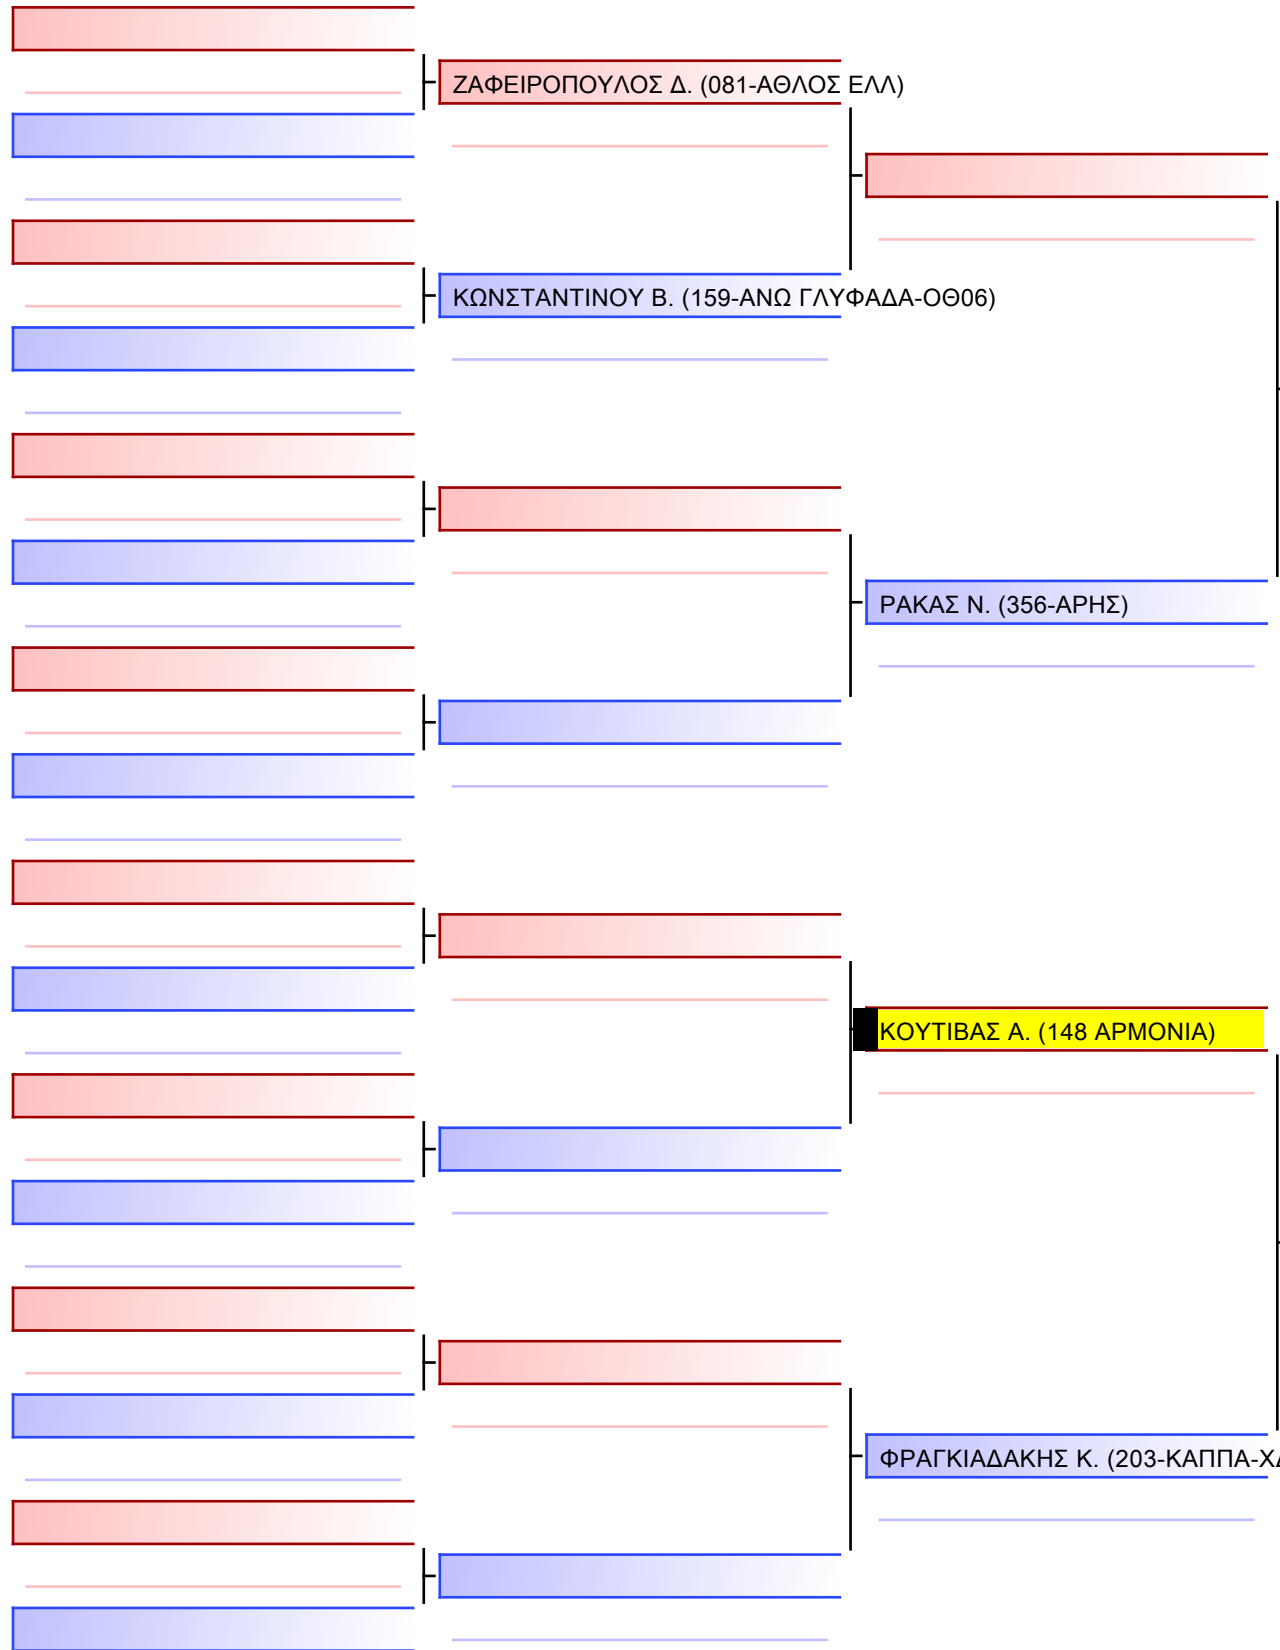 ΖΑΦΕΙΡΟΠΟΥΛΟΣ Δ. (081-ΑΘΛΟΣ ΕΛΛ)
ΚΩΝΣΤΑΝΤΙΝΟΥ Β. (159-ΑΝΩ ΓΛΥΦΑΔΑ-ΟΘ06)
ΡΑΚΑΣ Ν. (356-ΑΡΗΣ)
ΚΟΥΤΙΒΑΣ Α. (148 ΑΡΜΟΝΙΑ)
ΦΡΑΓΚΙΑΔΑΚΗΣ Κ. (203-ΚΑΠΠΑ-